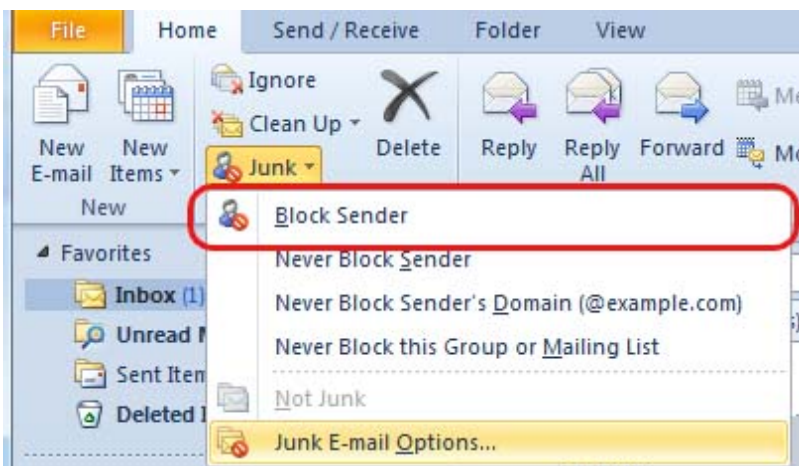 File Home Send / Receive Folder View
Ignore
Clean Up
Junk
New E-mail
New Items
Delete
Reply
Reply All
Forward
New
Block Sender
Never Block Sender
Never Block Sender's Domain (@example.com)
Never Block this Group or Mailing List
Not Junk
Junk E-mail Options...
Favorites
Inbox (1)
Unread
Sent
Deleted